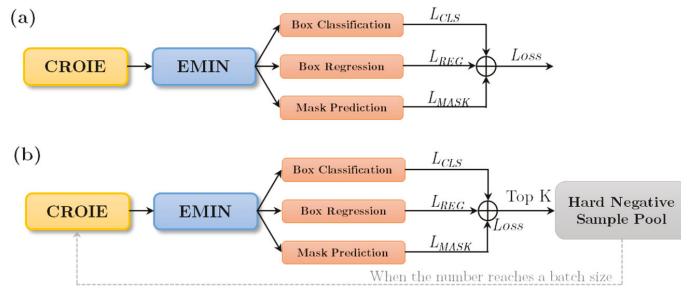 (a)
CROIE
EMIN
Box Classification
Box Regression
Mask Prediction
L_CLS
L_REG
L_MASK
Loss
(b)
CROIE
EMIN
Box Classification
Box Regression
Mask Prediction
L_CLS
L_REG
L_MASK
Loss
Top K
Hard Negative
Sample Pool
When the number reaches a batch size